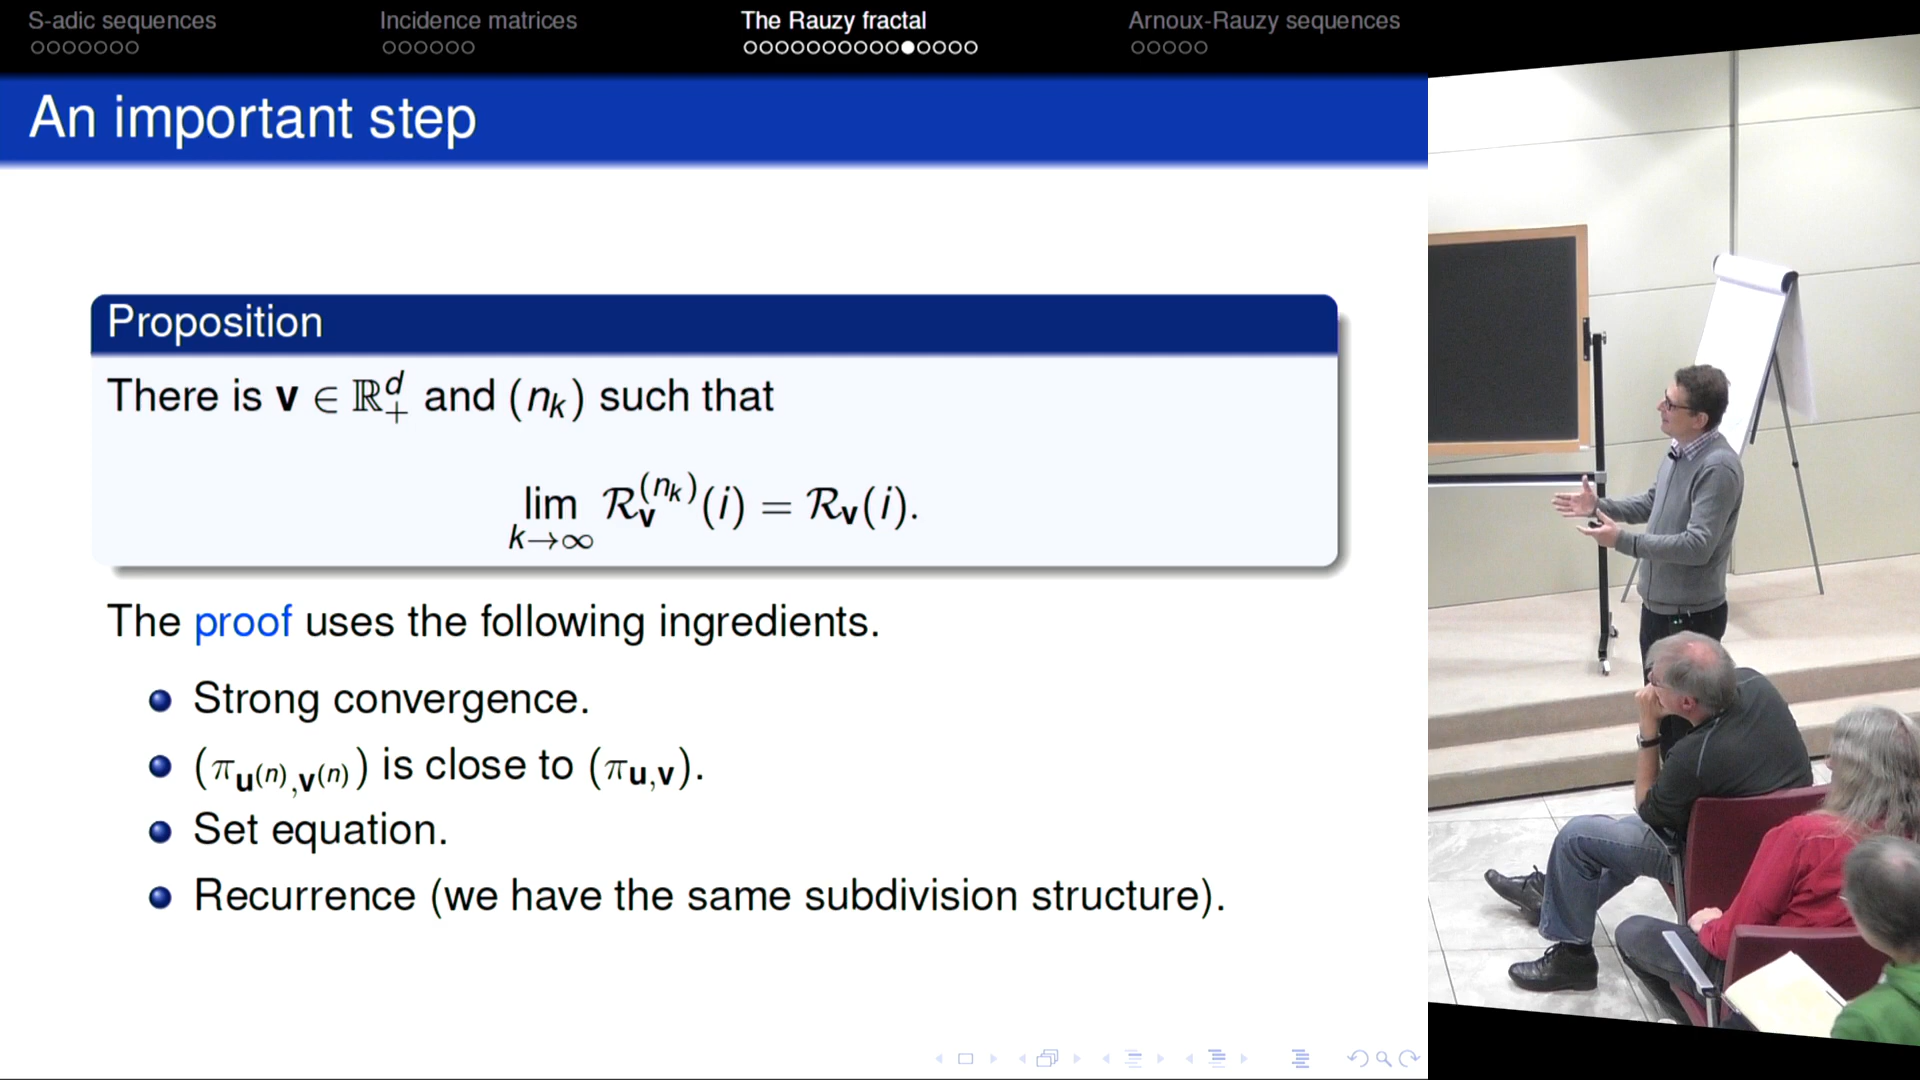 S-adic sequences Incidence matrices The Rauzy fractal Arnoux-Rauzy sequences
An important step
Proposition
There is v ∈ ℝ₊ᵈ and (nₖ) such that
lim_{k→∞} R_v^{(n_k)}(i) = R_v(i).
The proof uses the following ingredients.
Strong convergence.
(π_{u^{(n)},v^{(n)}}) is close to (π_{u,v}).
Set equation.
Recurrence (we have the same subdivision structure).